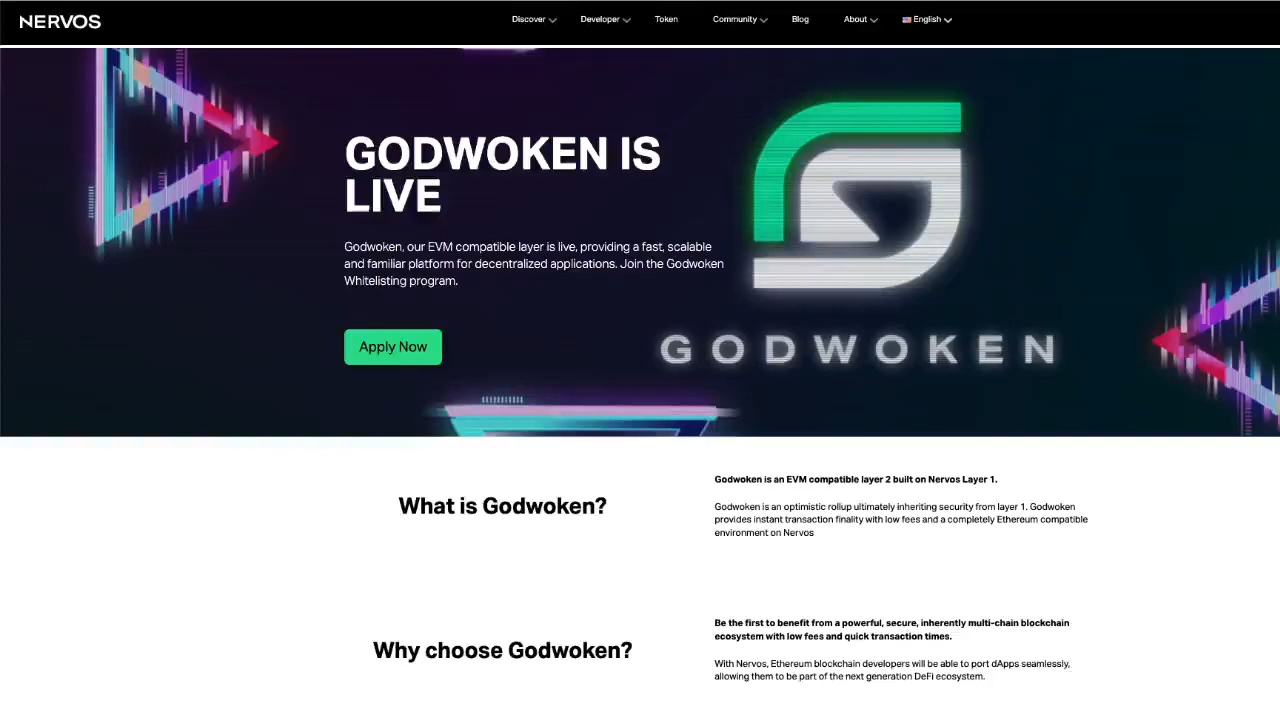 NERVOS
Discover
Developer
Token
Community
Blog
About
English
GODWOKEN IS
LIVE
Godwoken, our EVM compatible layer is live, providing a fast, scalable
and familiar platform for decentralized applications. Join the Godwoken
Whitelisting program.
Apply Now
GODWOKEN
What is Godwoken?
Godwoken is an EVM compatible layer 2 built on Nervos Layer 1.
Godwoken is an optimistic rollup ultimately inheriting security from layer 1. Godwoken
provides instant transaction finality with low fees and a completely Ethereum compatible
environment on Nervos
Why choose Godwoken?
Be the first to benefit from a powerful, secure, inherently multi-chain blockchain
ecosystem with low fees and quick transaction times.
With Nervos, Ethereum blockchain developers will be able to port dApps seamlessly,
allowing them to be part of the next generation DeFi ecosystem.